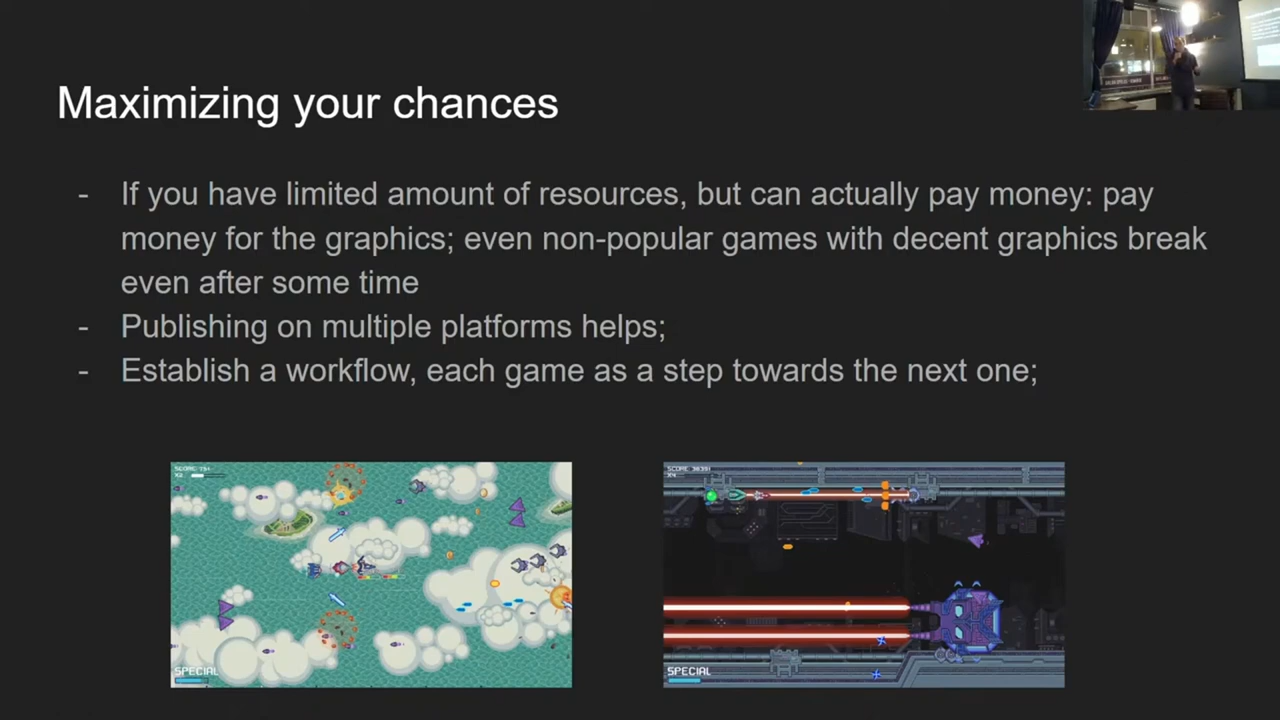 Maximizing your chances
- If you have limited amount of resources, but can actually pay money: pay
money for the graphics; even non-popular games with decent graphics break
even after some time
- Publishing on multiple platforms helps;
- Establish a workflow, each game as a step towards the next one;
SPECIAL
SPECIAL